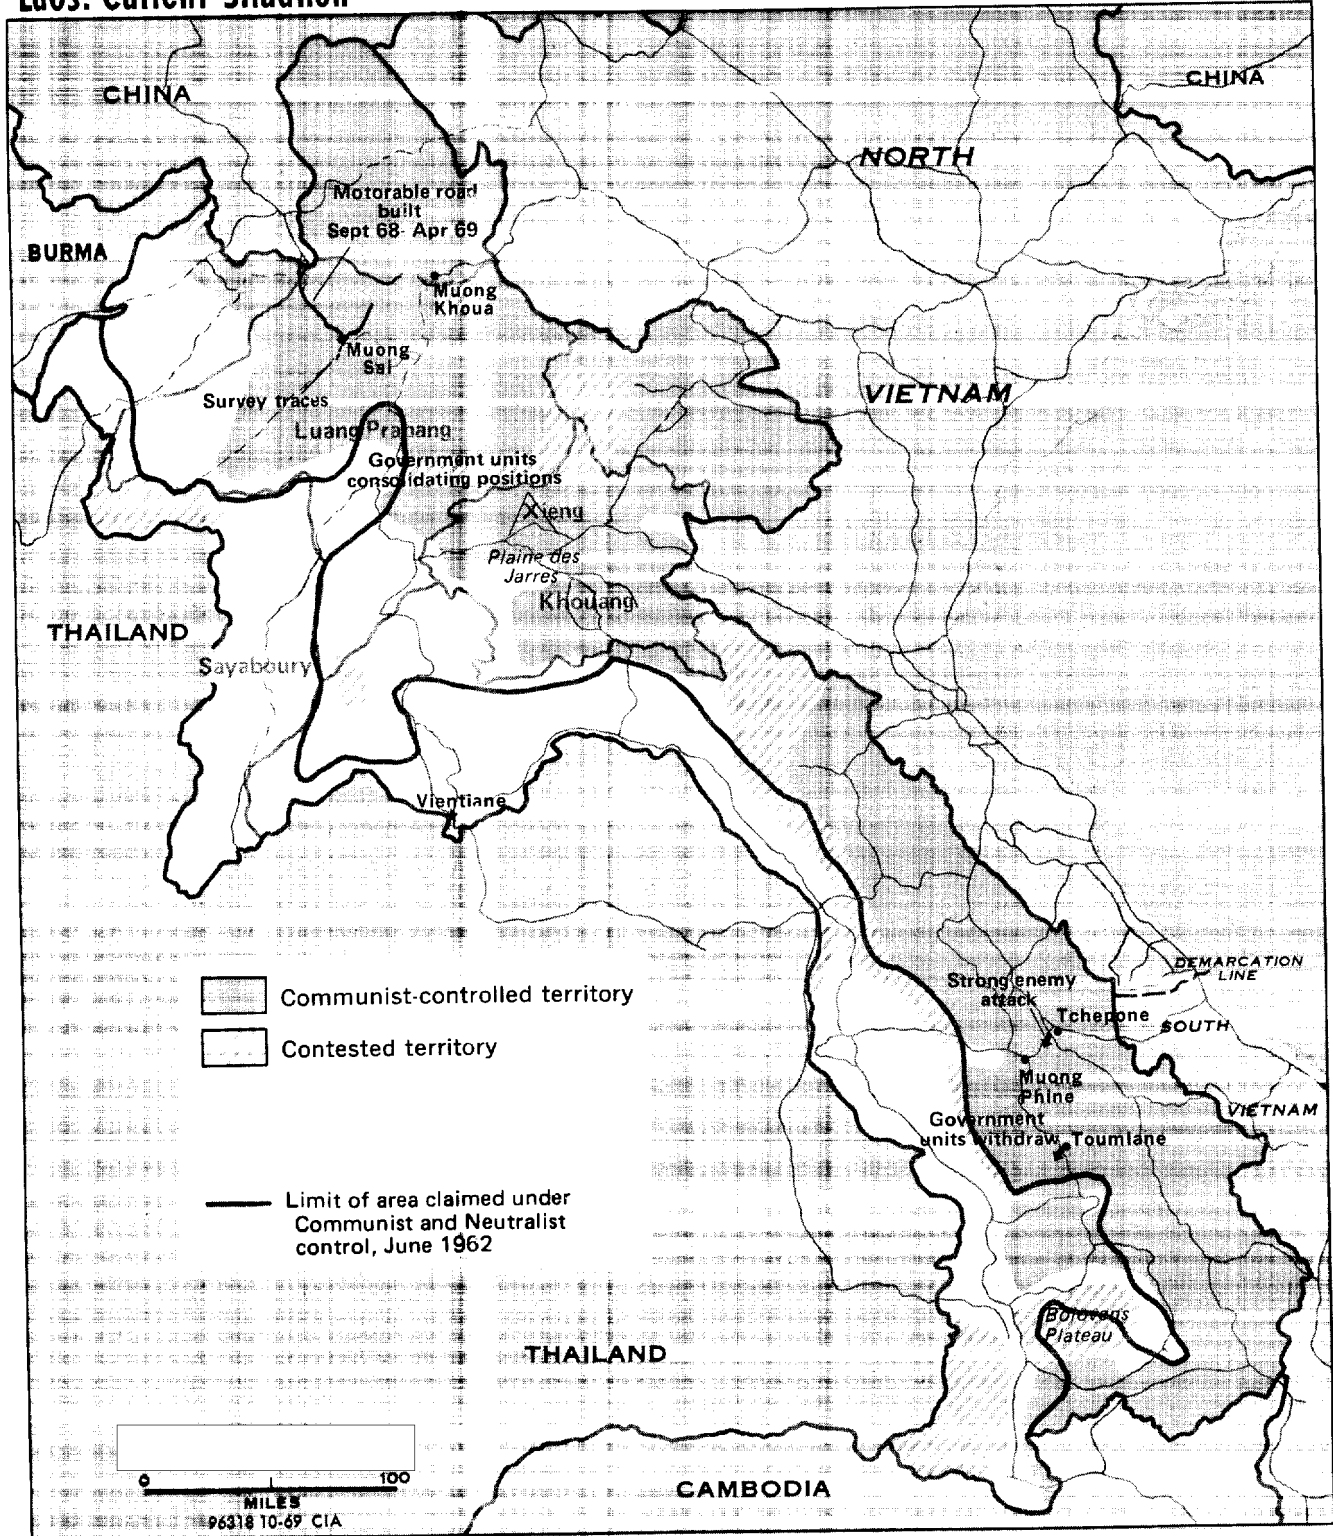 Laos: Current Situation
CHINA
CHINA
NORTH
Motorable road
built
Sept 68- Apr 69
BURMA
Muong
Khoua
Muong
Sai
VIETNAM
Survey traces
Luang Prabang
Government units
consolidating positions
Xieng
Plaine des
Jarres
Khouang
THAILAND
Sayaboury
Vientiane
DEMARCATION
LINE
Strong enemy
attack
Communist-controlled territory
Tchepone
SOUTH
Contested territory
Muong
Phine
VIETNAM
Government
units withdraw
Toumlane
Limit of area claimed under
Communist and Neutralist
control, June 1962
Bolovens
Plateau
THAILAND
0 100
MILES
CAMBODIA
96318 10-69 CIA